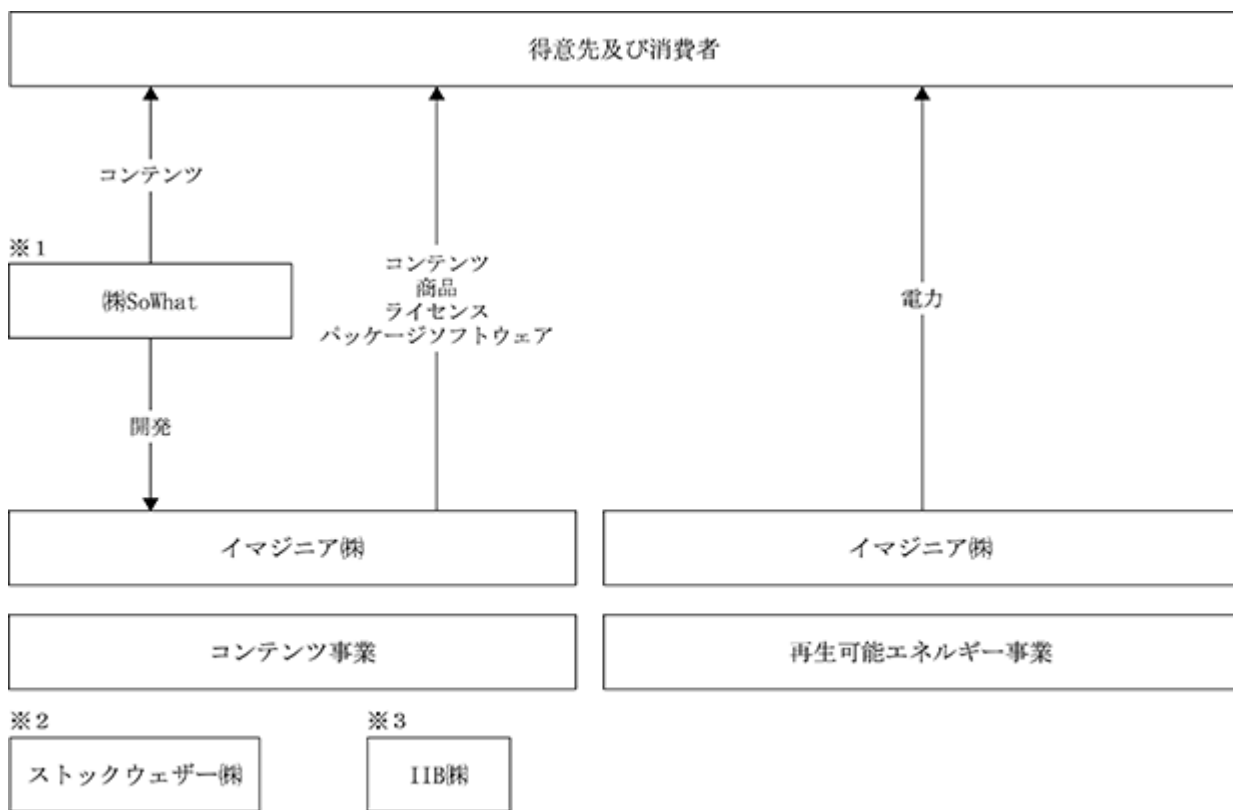 得意先及び消費者
コンテンツ
※1
㈱SoWhat
コンテンツ
商品
ライセンス
パッケージソフトウェア
電力
開発
イマジニア㈱
イマジニア㈱
コンテンツ事業
再生可能エネルギー事業
※2
※3
ストックウェザー㈱
IIB㈱